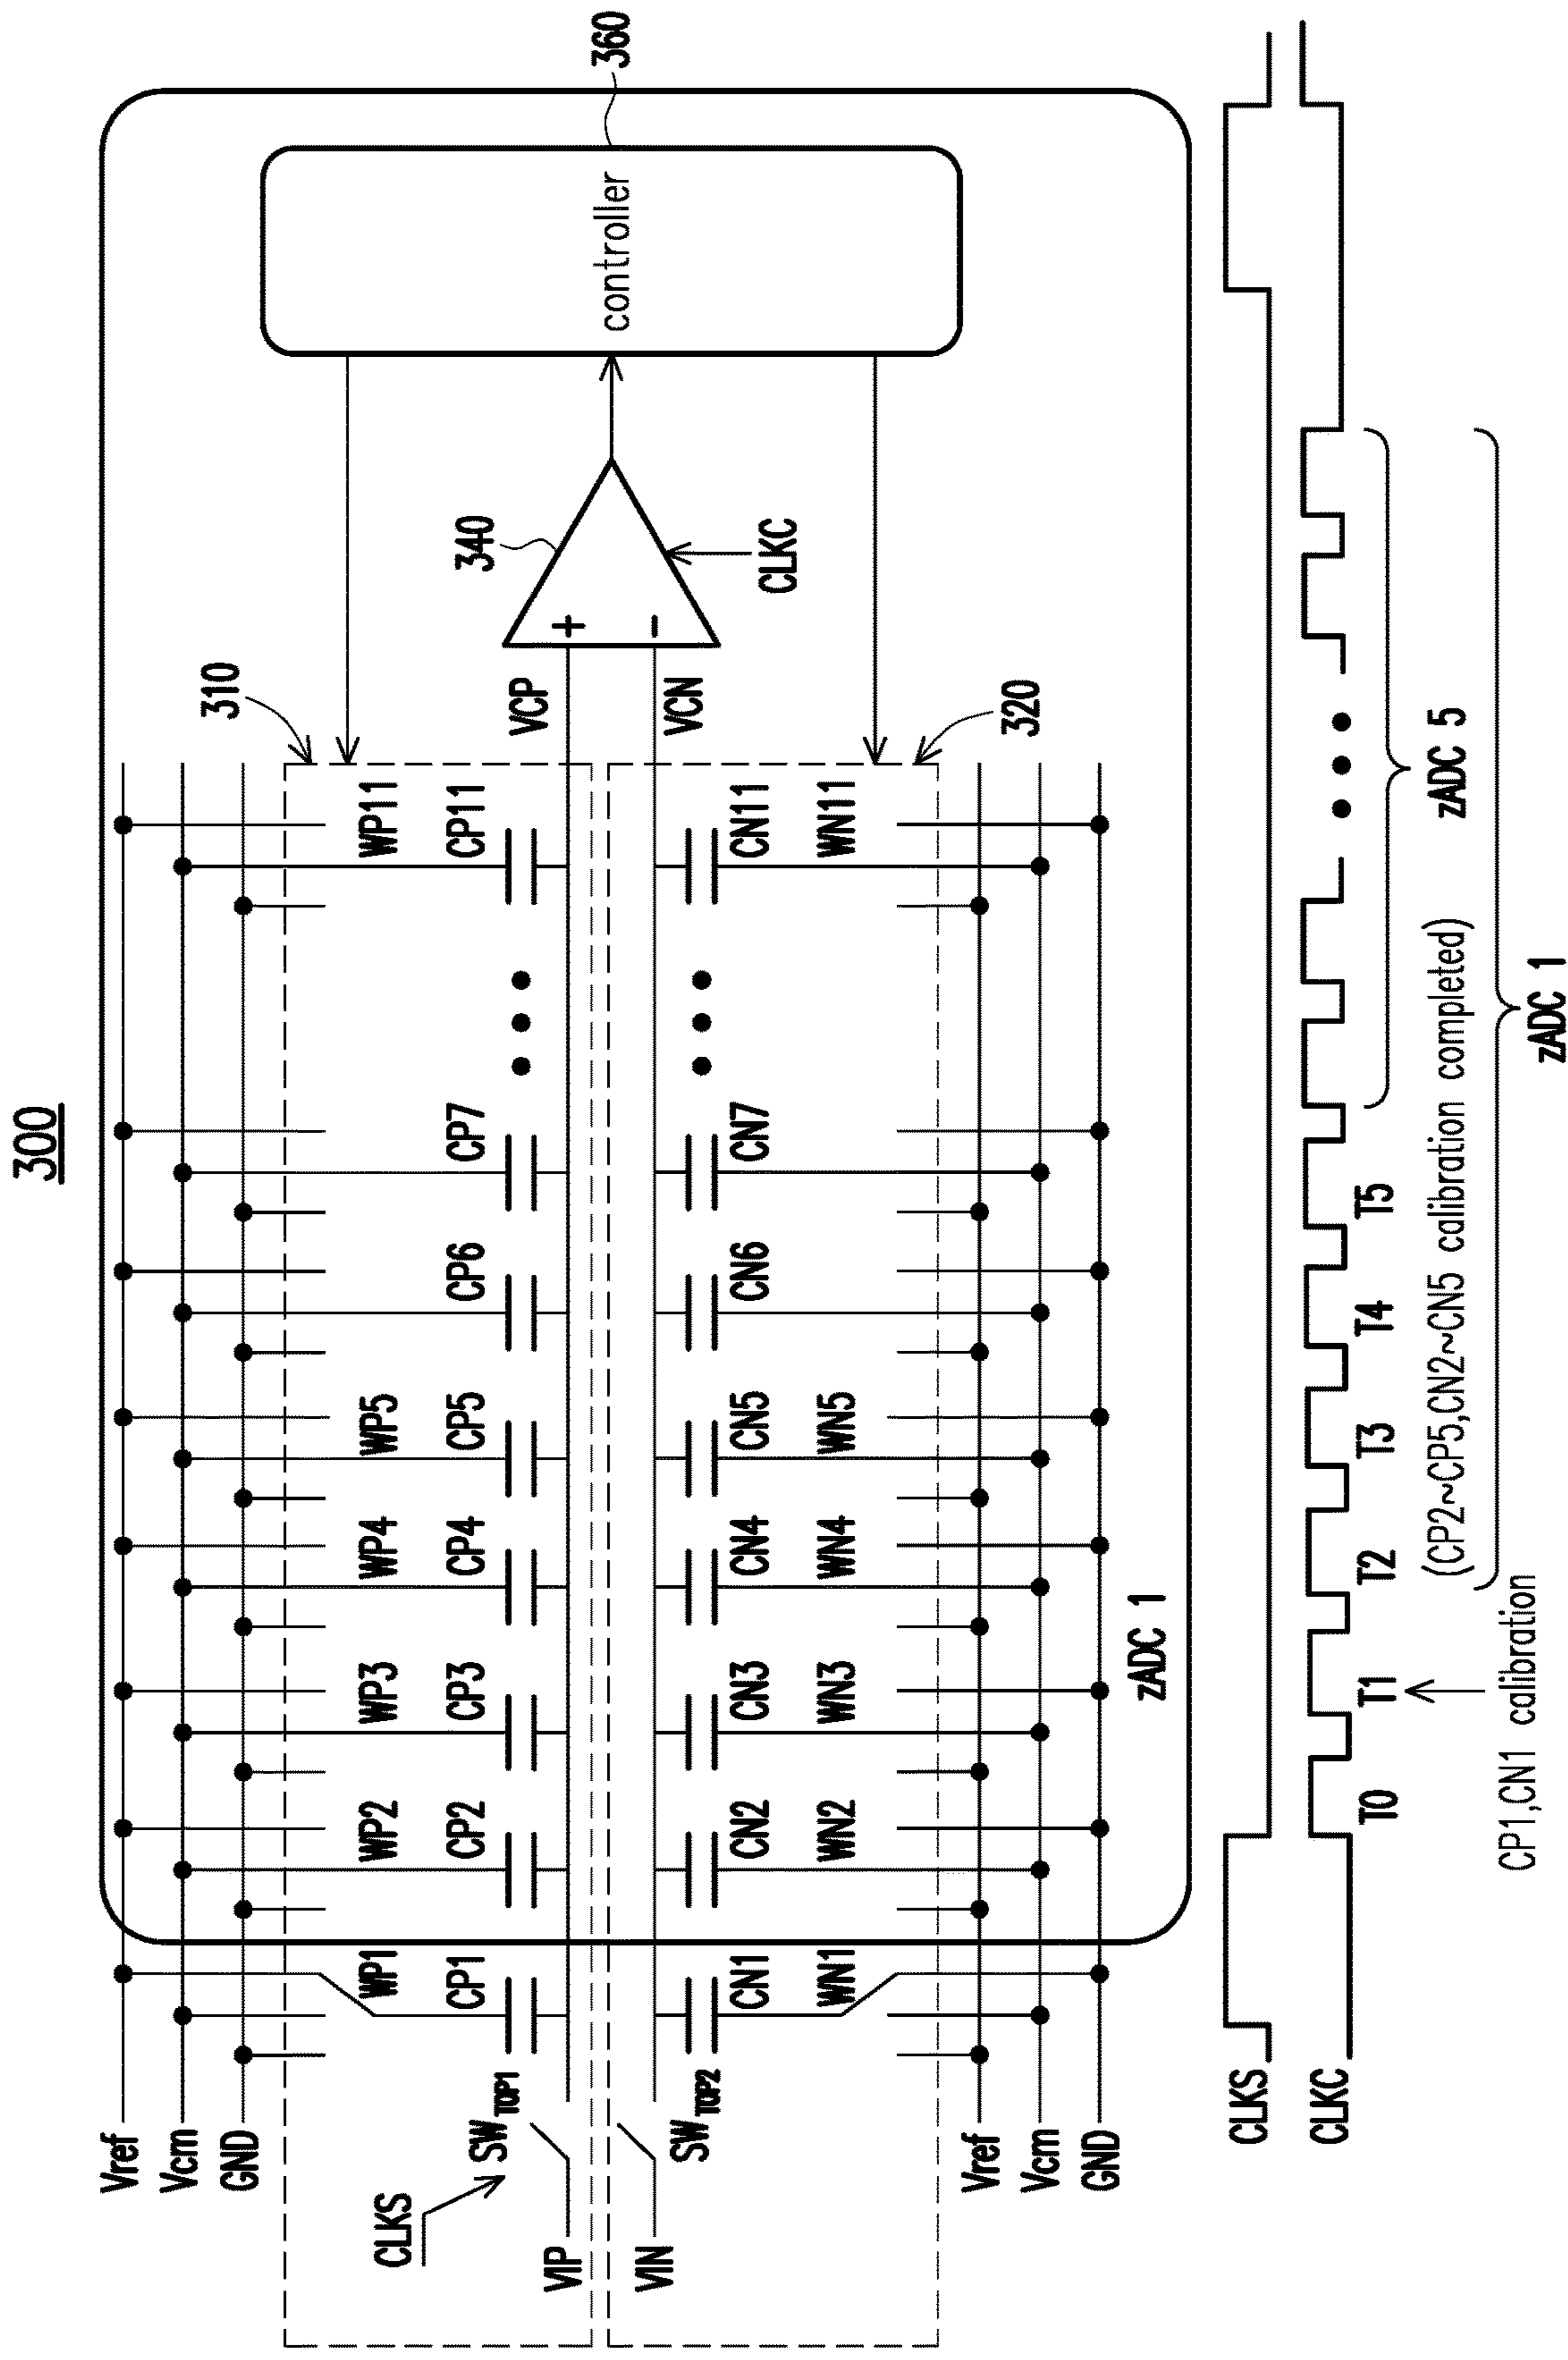 300
Vref
Vcm
GND
310
WP1
WP2
WP3
WP4
WP5
WP11
CP1
CP2
CP3
CP4
CP5
CP6
CP7
CP11
CLKS
SWTOP1
VIP
VCP
340
+
360
controller
VIN
VCN
−
SWTOP2
CLKC
CN1
CN2
CN3
CN4
CN5
CN6
CN7
CN11
WN1
WN2
WN3
WN4
WN5
WN11
320
Vref
Vcm
GND
zADC 1
CLKS
CLKC
T0
T1
T2
T3
T4
T5
zADC 5
(CP2~CP5,CN2~CN5 calibration completed)
CP1,CN1 calibration
zADC 1